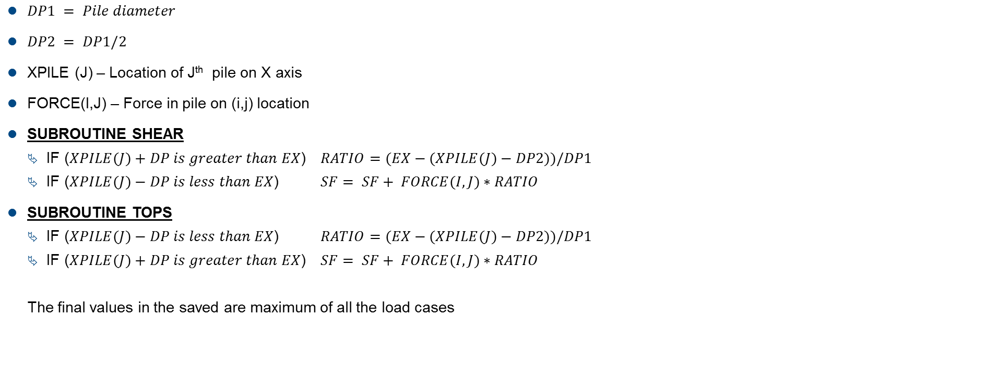 DP1 = Pile diameter
DP2 = DP1/2
XPILE (J) – Location of Jth pile on X axis
FORCE(I,J) – Force in pile on (i,j) location
SUBROUTINE SHEAR
IF (XPILE(J) + DP is greater than EX) RATIO = (EX − (XPILE(J) − DP2))/DP1
IF (XPILE(J) − DP is less than EX) SF = SF + FORCE(I,J) ∗ RATIO
SUBROUTINE TOPS
IF (XPILE(J) − DP is less than EX) RATIO = (EX − (XPILE(J) − DP2))/DP1
IF (XPILE(J) + DP is greater than EX) SF = SF + FORCE(I,J) ∗ RATIO
The final values in the saved are maximum of all the load cases